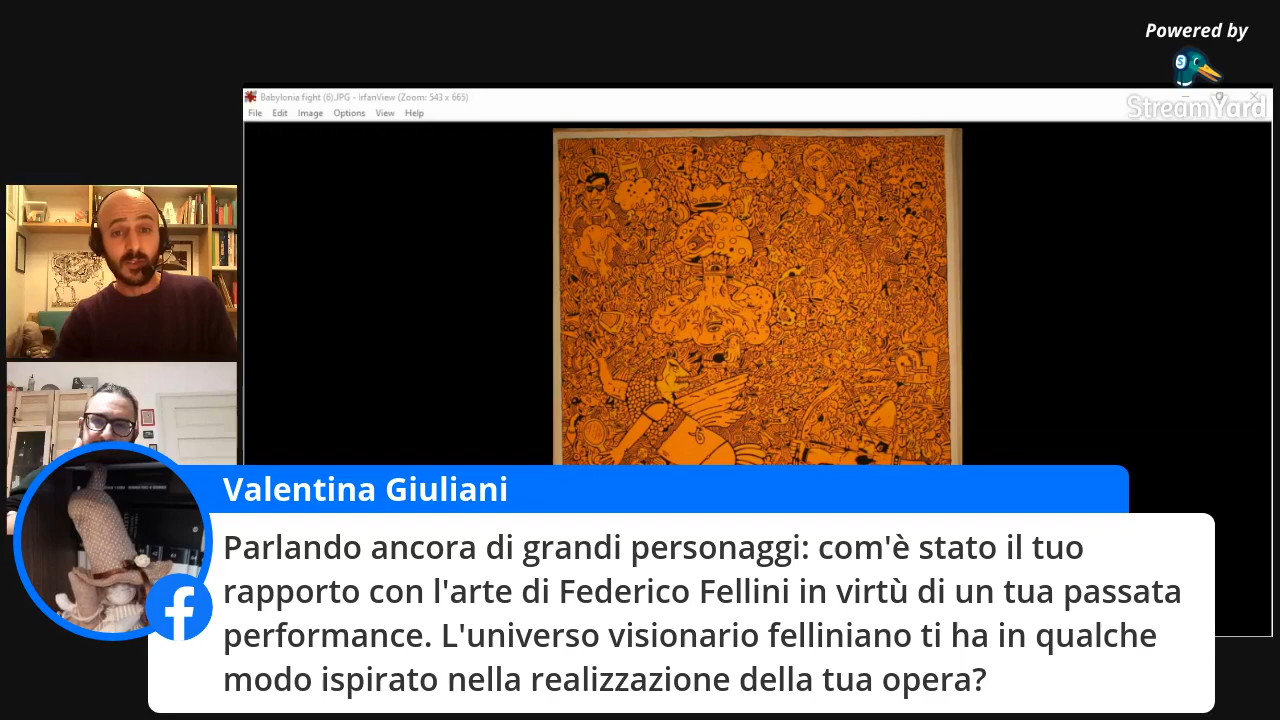 Powered by
StreamYard
Babylonia fight (6).JPG - IrfanView (Zoom: 543 x 665)
File Edit Image Options View Help
Valentina Giuliani
Parlando ancora di grandi personaggi: com'è stato il tuo
rapporto con l'arte di Federico Fellini in virtù di un tua passata
performance. L'universo visionario felliniano ti ha in qualche
modo ispirato nella realizzazione della tua opera?